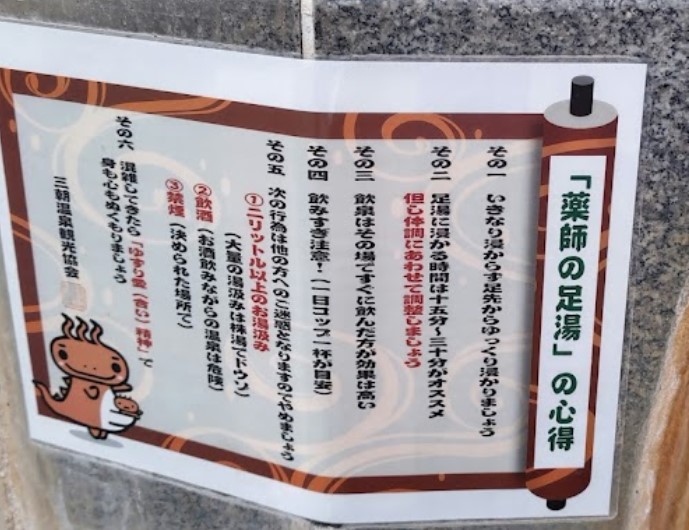 「薬師の足湯」の心得
その一 いきなり浸からず足先からゆっくり浸かりましょう
その二 足湯に浸かる時間は十五分~三十分がオススメ
但し体調にあわせて調整しましょう
その三 飲泉はその場ですぐに飲んだ方が効果は高い
その四 飲みすぎ注意!(一日コップ一杯が目安)
その五 次の行為は他の方へのご迷惑となりますのでやめましょう
①二リットル以上のお湯汲み
(大量の湯汲みは株湯でドウゾ)
②飲酒(お酒飲みながらの温泉は危険)
③禁煙(決められた場所で)
その六 混雑してきたら「ゆずり愛(合い)精神」で
身も心もぬくもりましょう
三朝温泉観光協会